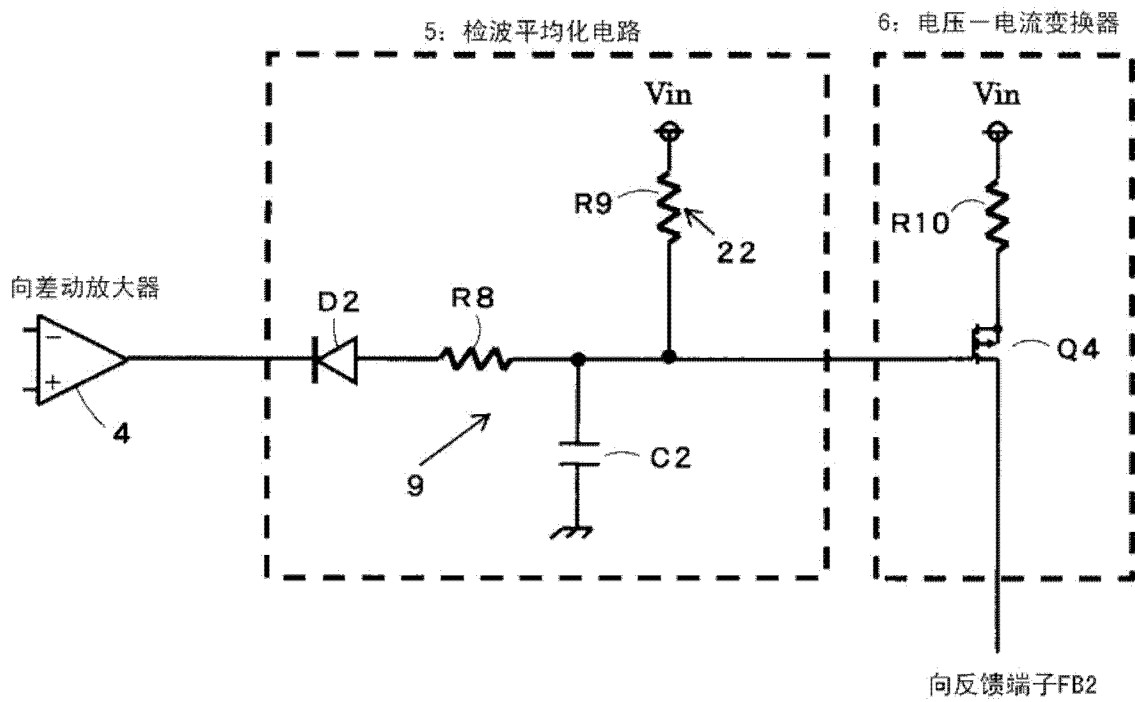 5: 检波平均化电路
6: 电压一电流变换器
Vin
Vin
R9
22
R10
向差动放大器
D2
R8
−
+
4
9
C2
Q4
向反馈端子FB2